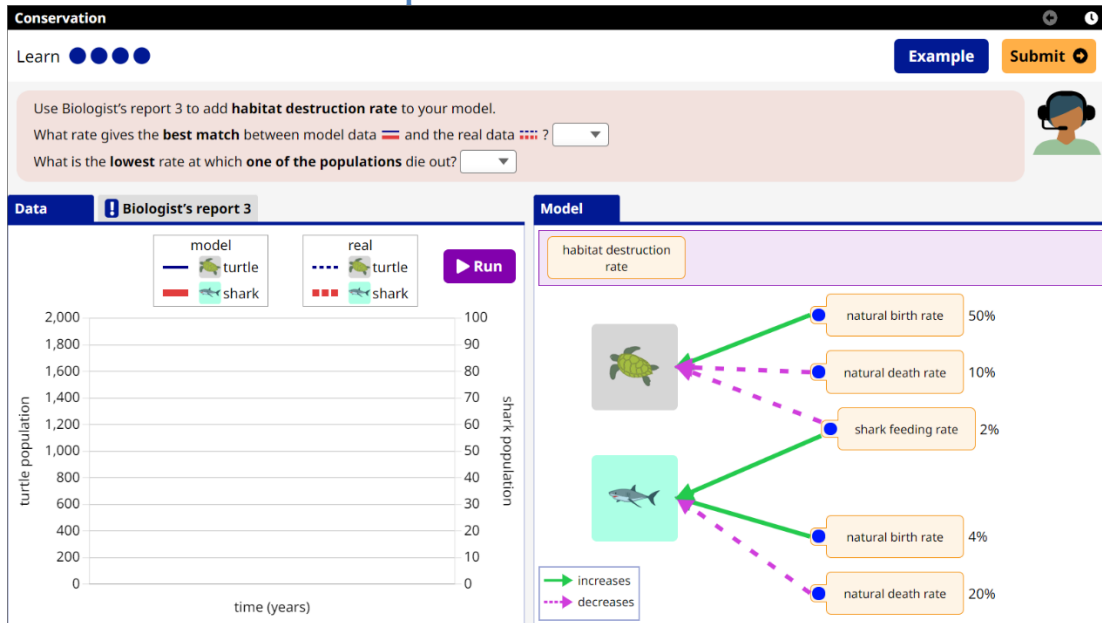 Conservation
Learn
Example
Submit
Use Biologist's report 3 to add habitat destruction rate to your model.
What rate gives the best match between model data and the real data ?
What is the lowest rate at which one of the populations die out?
Data
! Biologist's report 3
model
turtle
shark
real
turtle
shark
Run
turtle population
2,000
1,800
1,600
1,400
1,200
1,000
800
600
400
200
0
100
90
80
70
60
50
40
30
20
10
0
shark population
time (years)
Model
habitat destruction
rate
natural birth rate 50%
natural death rate 10%
shark feeding rate 2%
natural birth rate 4%
natural death rate 20%
increases
decreases